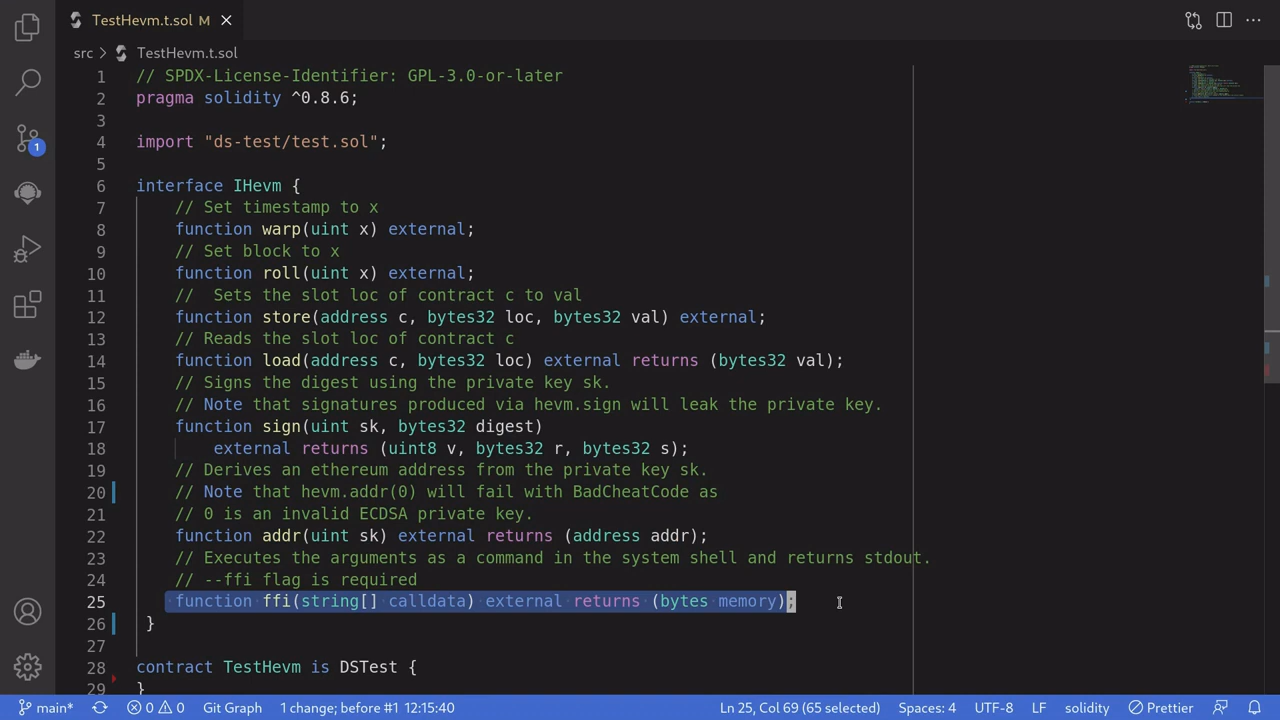 TestHevm.t.sol M
src > TestHevm.t.sol
1 // SPDX-License-Identifier: GPL-3.0-or-later
2 pragma solidity ^0.8.6;
3
4 import "ds-test/test.sol";
5
6 interface IHevm {
7 // Set timestamp to x
8 function warp(uint x) external;
9 // Set block to x
10 function roll(uint x) external;
11 //  Sets the slot loc of contract c to val
12 function store(address c, bytes32 loc, bytes32 val) external;
13 // Reads the slot loc of contract c
14 function load(address c, bytes32 loc) external returns (bytes32 val);
15 // Signs the digest using the private key sk.
16 // Note that signatures produced via hevm.sign will leak the private key.
17 function sign(uint sk, bytes32 digest)
18 external returns (uint8 v, bytes32 r, bytes32 s);
19 // Derives an ethereum address from the private key sk.
20 // Note that hevm.addr(0) will fail with BadCheatCode as
21 // 0 is an invalid ECDSA private key.
22 function addr(uint sk) external returns (address addr);
23 // Executes the arguments as a command in the system shell and returns stdout.
24 // --ffi flag is required
25 function ffi(string[] calldata) external returns (bytes memory);
26 }
27
28 contract TestHevm is DSTest {
29 }
1
main* 0 0 Git Graph 1 change; before #1 12:15:40 Ln 25, Col 69 (65 selected) Spaces: 4 UTF-8 LF solidity Prettier